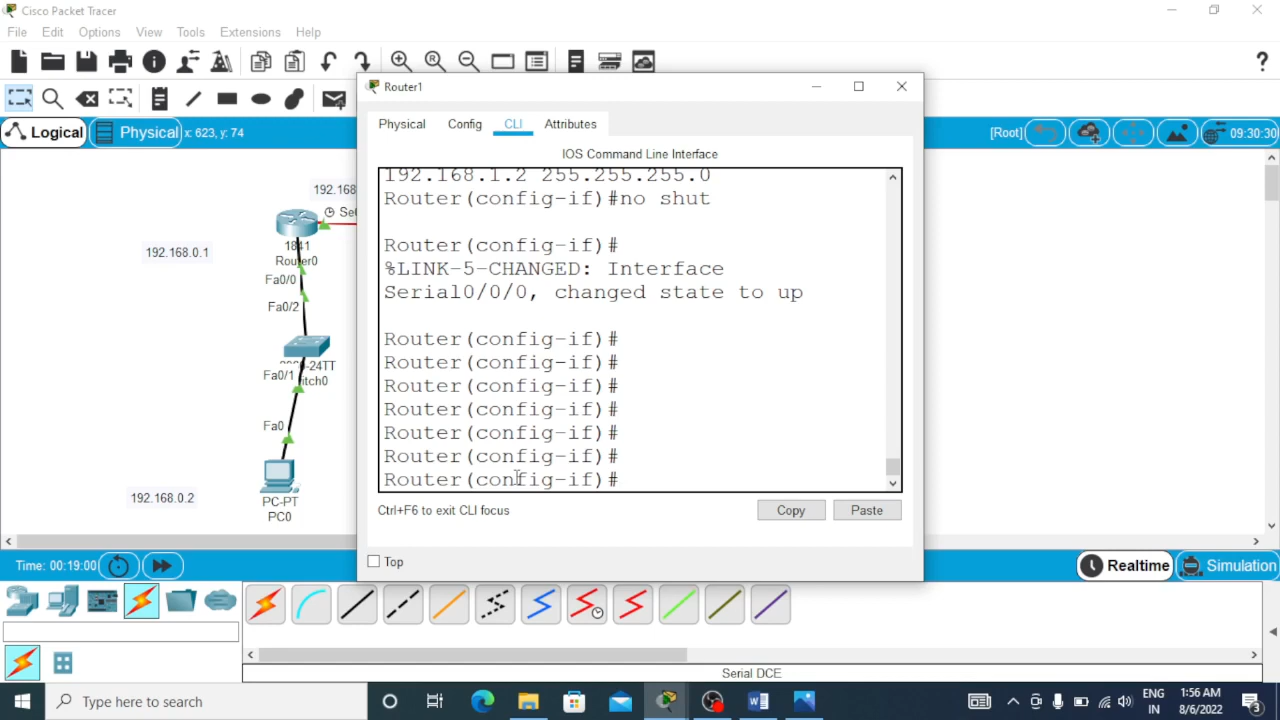 Cisco Packet Tracer
File Edit Options View Tools Extensions Help
R
?
Logical
Physical
x: 623, y: 74
[Root]
09:30:30
192.168
Se
1841
Router0
192.168.0.1
Fa0/0
Fa0/2
-24TT
itch0
Fa0/1
Fa0
192.168.0.2
PC-PT
PC0
Router1
Physical Config CLI Attributes
IOS Command Line Interface
192.168.1.2 255.255.255.0
Router(config-if)#no shut
Router(config-if)#
%LINK-5-CHANGED: Interface
Serial0/0/0, changed state to up
Router(config-if)#
Router(config-if)#
Router(config-if)#
Router(config-if)#
Router(config-if)#
Router(config-if)#
Router(config-if)#
Ctrl+F6 to exit CLI focus
Copy
Paste
Top
Time: 00:19:00
Realtime
Simulation
Serial DCE
Type here to search
ENG
IN
1:56 AM
8/6/2022
3